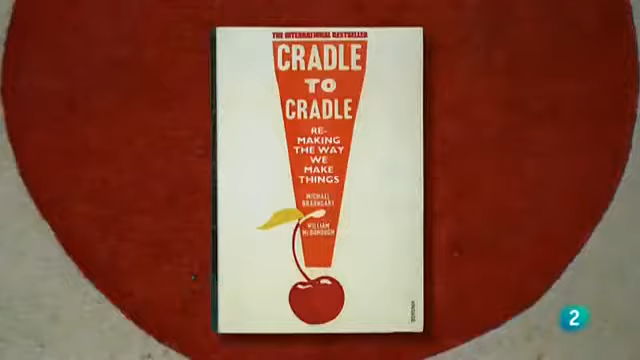 THE INTERNATIONAL BESTSELLER
CRADLE
TO
CRADLE
RE-
MAKING
THE WAY
WE
MAKE
THINGS
MICHAEL
BRAUNGART
WILLIAM
McDONOUGH
2